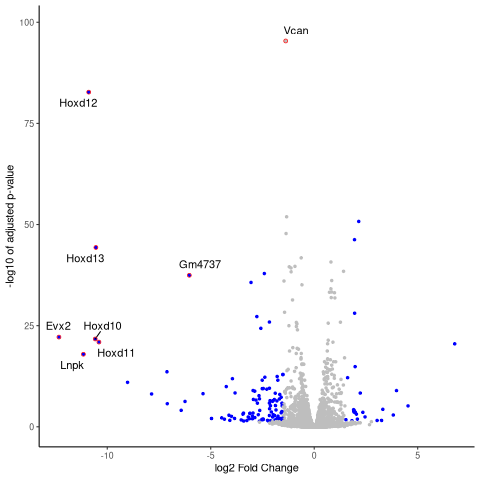 100
Vcan
Hoxd12
75
-log10 of adjusted p-value
50
Hoxd13
Gm4737
25
Evx2
Hoxd10
Hoxd11
Lnpk
0
-10
-5
0
5
log2 Fold Change